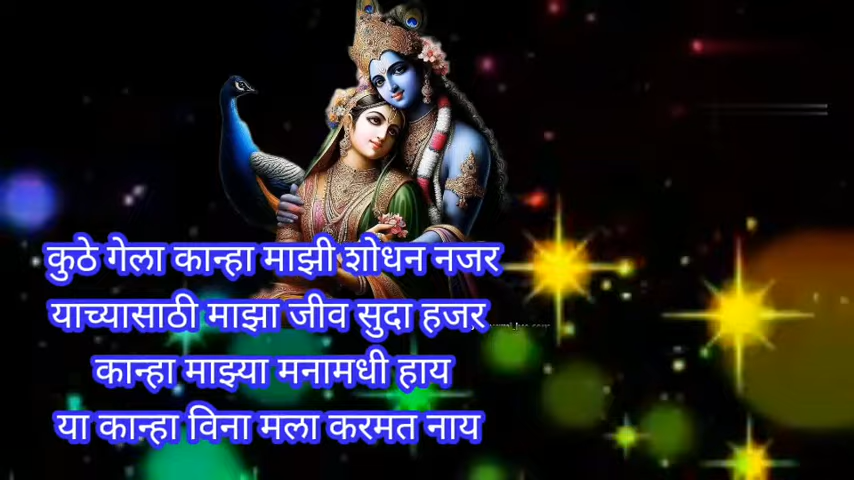 कुठे गेला कान्हा माझी शोधन नजर
याच्यासाठी माझा जीव सुदा हजर
कान्हा माझ्या मनामधी हाय
या कान्हा विना मला करमत नाय